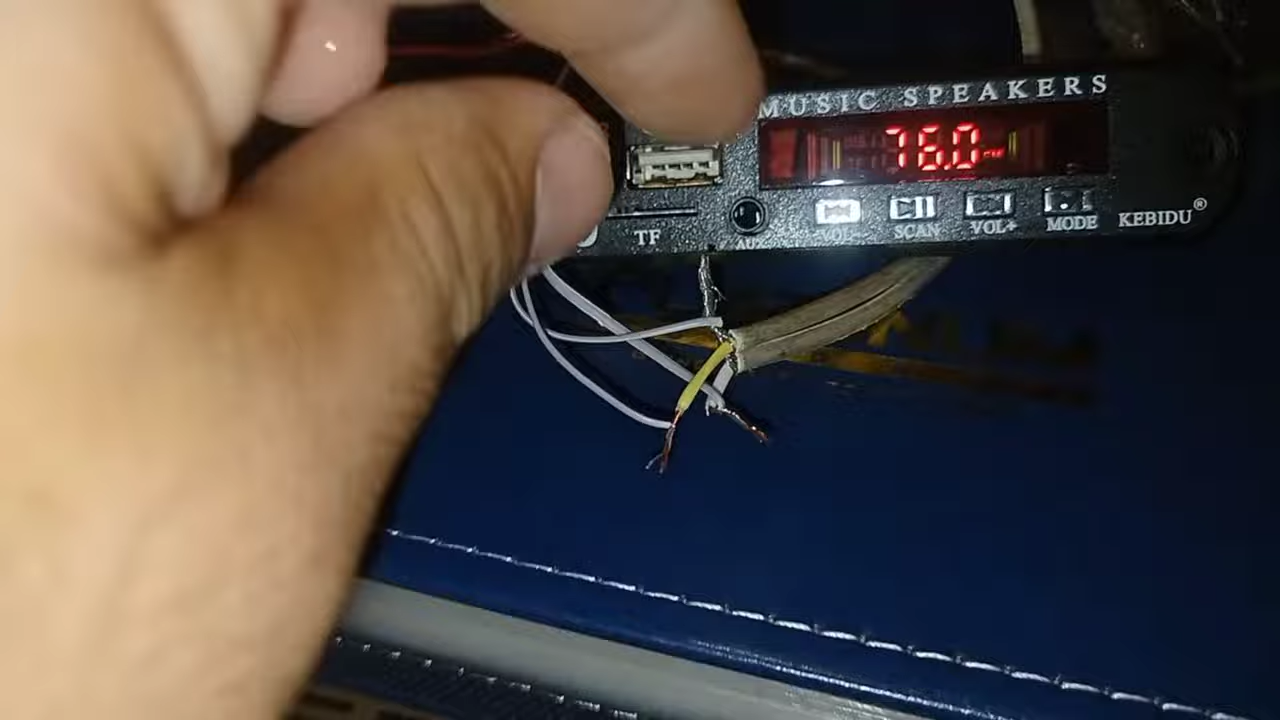 MUSIC SPEAKERS
76.0
TF
AUX
VOL-
SCAN
VOL+
MODE
KEBIDU®